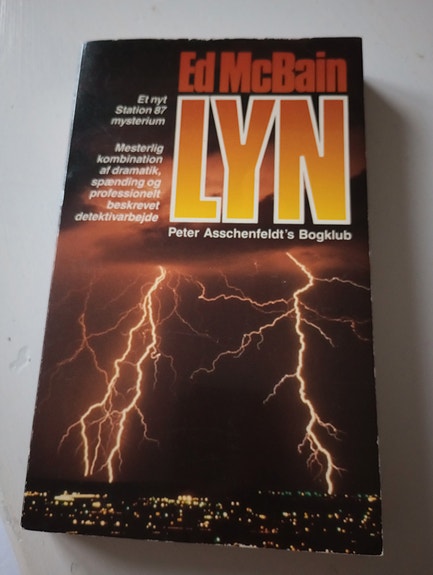 Ed McBain
LYN
Et nyt
Station 87
mysterium
Mesterlig
kombination
af dramatik,
spænding og
professionelt
beskrevet
detektivarbejde
Peter Asschenfeldt's Bogklub